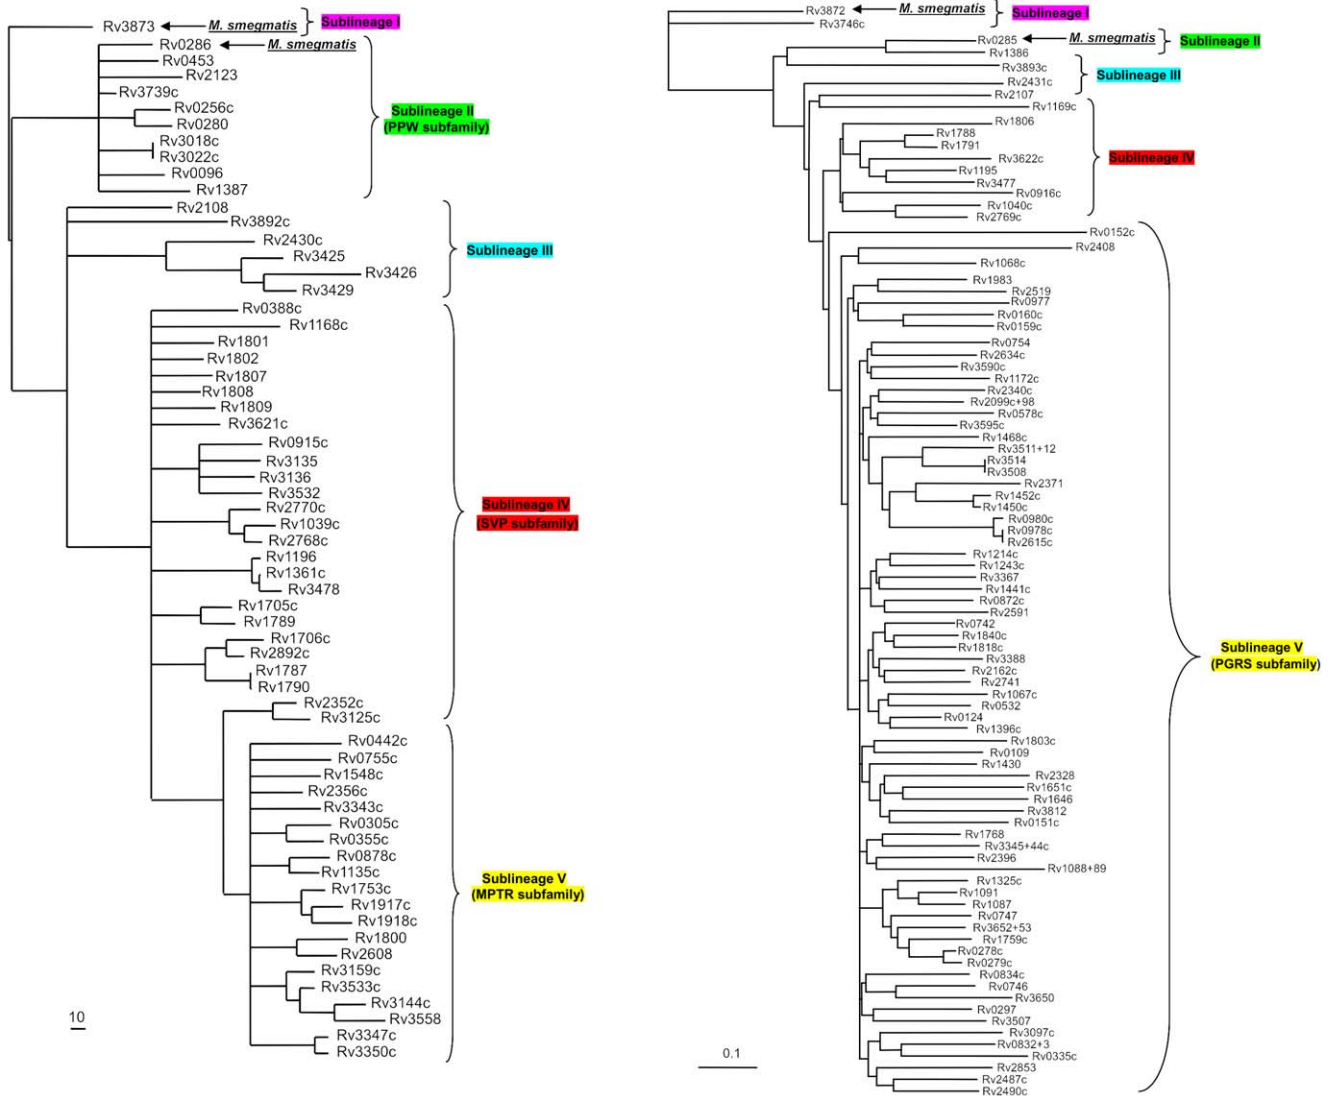 Rv3873
M. smegmatis
Sublineage I
Rv0286
M. smegmatis
Rv0453
Rv2123
Rv3739c
Rv0256c
Rv0280
Rv3018c
Rv3022c
Rv0096
Rv1387
Sublineage II
(PPW subfamily)
Rv2108
Rv3892c
Rv2430c
Rv3425
Rv3426
Rv3429
Sublineage III
Rv0388c
Rv1168c
Rv1801
Rv1802
Rv1807
Rv1808
Rv1809
Rv3621c
Rv0915c
Rv3135
Rv3136
Rv3532
Rv2770c
Rv1039c
Rv2768c
Rv1196
Rv1361c
Rv3478
Rv1705c
Rv1789
Rv1706c
Rv2892c
Rv1787
Rv1790
Rv2352c
Rv3125c
Sublineage IV
(SVP subfamily)
Rv0442c
Rv0755c
Rv1548c
Rv2356c
Rv3343c
Rv0305c
Rv0355c
Rv0878c
Rv1135c
Rv1753c
Rv1917c
Rv1918c
Rv1800
Rv2608
Rv3159c
Rv3533c
Rv3144c
Rv3558
Rv3347c
Rv3350c
Sublineage V
(MPTR subfamily)
10
Rv3872
M. smegmatis
Rv3746c
Sublineage I
Rv0285
M. smegmatis
Rv1386
Sublineage II
Rv3893c
Rv2431c
Sublineage III
Rv2107
Rv1169c
Rv1806
Rv1788
Rv1791
Rv3622c
Rv1195
Rv3477
Rv0916c
Rv1040c
Rv2769c
Sublineage IV
Rv0152c
Rv2408
Rv1068c
Rv1983
Rv2519
Rv0977
Rv0160c
Rv0159c
Rv0754
Rv2634c
Rv3590c
Rv1172c
Rv2340c
Rv2099c+98
Rv0578c
Rv3595c
Rv1468c
Rv3511+12
Rv3514
Rv3508
Rv2371
Rv1452c
Rv1450c
Rv0980c
Rv0978c
Rv2615c
Rv1214c
Rv1243c
Rv3367
Rv1441c
Rv0872c
Rv2591
Rv0742
Rv1840c
Rv1818c
Rv3388
Rv2162c
Rv2741
Rv1067c
Rv0532
Rv0124
Rv1396c
Rv1803c
Rv0109
Rv1430
Rv2328
Rv1651c
Rv1646
Rv3812
Rv0151c
Rv1768
Rv3345+44c
Rv2396
Rv1088+89
Rv1325c
Rv1091
Rv1087
Rv0747
Rv3652+53
Rv1759c
Rv0278c
Rv0279c
Rv0834c
Rv0746
Rv3650
Rv0297
Rv3507
Rv3097c
Rv0832+3
Rv0335c
Rv2853
Rv2487c
Rv2490c
Sublineage V
(PGRS subfamily)
0.1